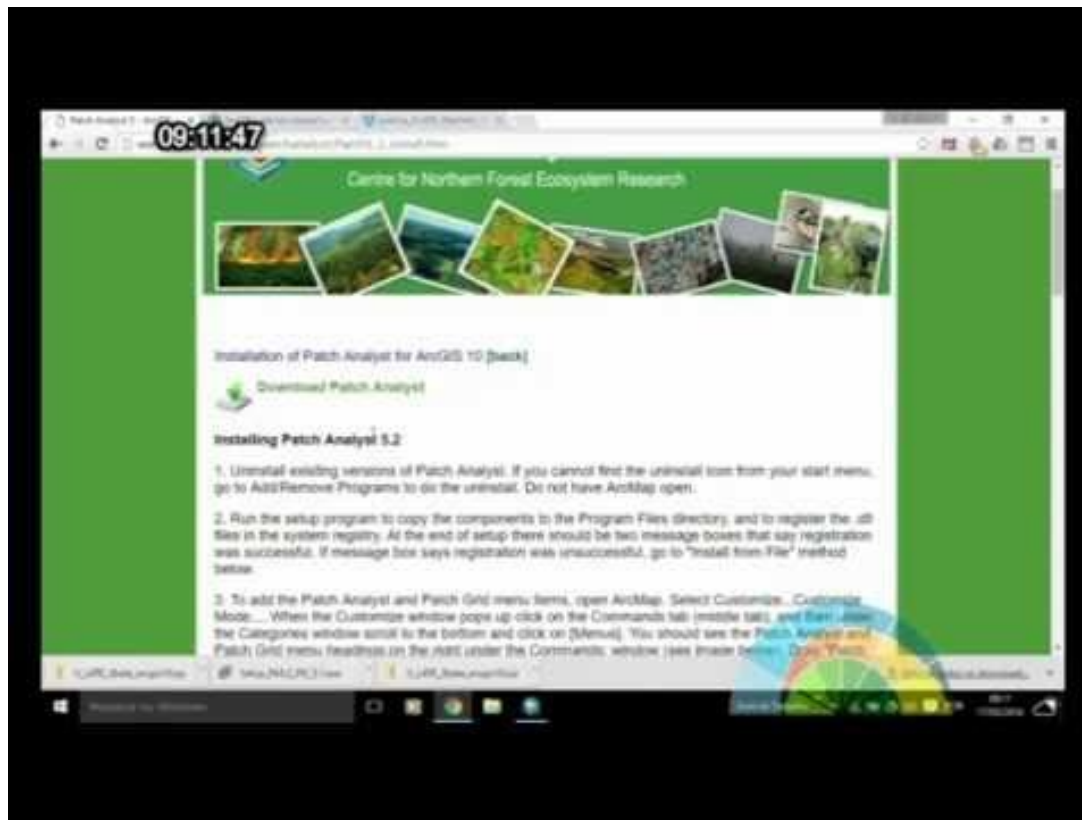 Patch Analyst 5
09:11:47
Centre for Northern Forest Ecosystem Research
Installation of Patch Analyst for ArcGIS 10 [back]
Download Patch Analyst
Installing Patch Analyst 5.2
1. Uninstall existing versions of Patch Analyst. If you cannot find the uninstall icon from your start menu,
go to Add/Remove Programs to do the uninstall. Do not have ArcMap open.
2. Run the setup program to copy the components to the Program Files directory, and to register the .dll
files in the system registry. At the end of setup there should be two message boxes that say registration
was successful. If message box says registration was unsuccessful, go to "Install from File" method
below.
3. To add the Patch Analyst and Patch Grid menu items, open ArcMap. Select Customize...Customize
Mode.... When the Customize window pops up click on the Commands tab (middle tab), and then under
the Categories window scroll to the bottom and click on [Menus]. You should see the Patch Analyst and
Patch Grid menu headings on the right under the Commands: window (see image below). Drag "Patch